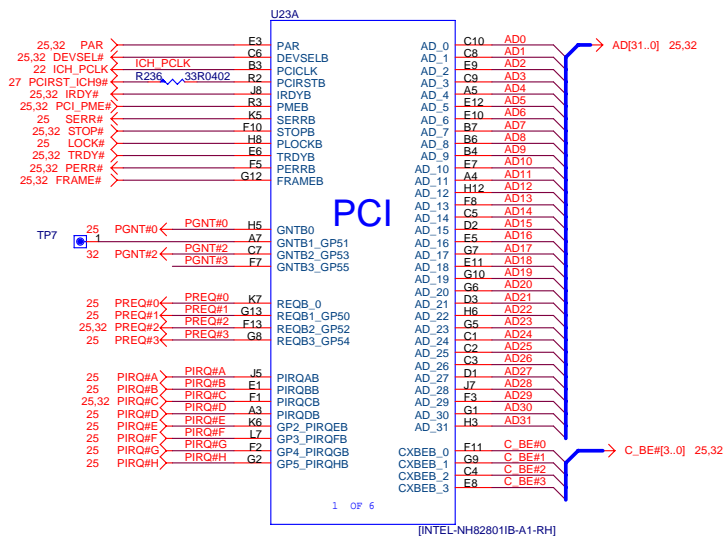 U23A
25,32 PAR E3 PAR AD_0 C10 AD0 AD[31..0] 25,32
25,32 DEVSEL# C6 DEVSELB AD_1 C8 AD1
22 ICH_PCLK ICH_PCLK B3 PCICLK AD_2 E9 AD2
27 PCIRST_ICH9# R236 33R0402 R2 PCIRSTB AD_3 C9 AD3
25,32 IRDY# J8 IRDYB AD_4 A5 AD4
25,32 PCI_PME# R3 PMEB AD_5 E12 AD5
25 SERR# K5 SERRB AD_6 E10 AD6
25,32 STOP# F10 STOPB AD_7 B7 AD7
25 LOCK# H8 PLOCKB AD_8 B6 AD8
25,32 TRDY# E6 TRDYB AD_9 B4 AD9
25,32 PERR# F5 PERRB AD_10 E7 AD10
25,32 FRAME# G12 FRAMEB AD_11 A4 AD11
AD_12 H12 AD12
AD_13 F8 AD13
PCI
AD_14 C5 AD14
25 PGNT#0 PGNT#0 H5 GNTB0 AD_15 D2 AD15
TP7 1 A7 GNTB1_GP51 AD_16 E5 AD16
32 PGNT#2 PGNT#2 C7 GNTB2_GP53 AD_17 G7 AD17
PGNT#3 F7 GNTB3_GP55 AD_18 E11 AD18
AD_19 G10 AD19
AD_20 G6 AD20
25 PREQ#0 PREQ#0 K7 REQB_0 AD_21 D3 AD21
25 PREQ#1 PREQ#1 G13 REQB1_GP50 AD_22 H6 AD22
25,32 PREQ#2 PREQ#2 F13 REQB2_GP52 AD_23 G5 AD23
25 PREQ#3 PREQ#3 G8 REQB3_GP54 AD_24 C1 AD24
AD_25 C2 AD25
AD_26 C3 AD26
25 PIRQ#A PIRQ#A J5 PIRQAB AD_27 D1 AD27
25 PIRQ#B PIRQ#B E1 PIRQBB AD_28 J7 AD28
25,32 PIRQ#C PIRQ#C F1 PIRQCB AD_29 F3 AD29
25 PIRQ#D PIRQ#D A3 PIRQDB AD_30 G1 AD30
25 PIRQ#E PIRQ#E K6 GP2_PIRQEB AD_31 H3 AD31
25 PIRQ#F PIRQ#F L7 GP3_PIRQFB
25 PIRQ#G PIRQ#G F2 GP4_PIRQGB CXBEB_0 F11 C_BE#0 C_BE#[3..0] 25,32
25 PIRQ#H PIRQ#H G2 GP5_PIRQHB CXBEB_1 G9 C_BE#1
CXBEB_2 C4 C_BE#2
CXBEB_3 E8 C_BE#3
1 OF 6
[INTEL-NH82801IB-A1-RH]